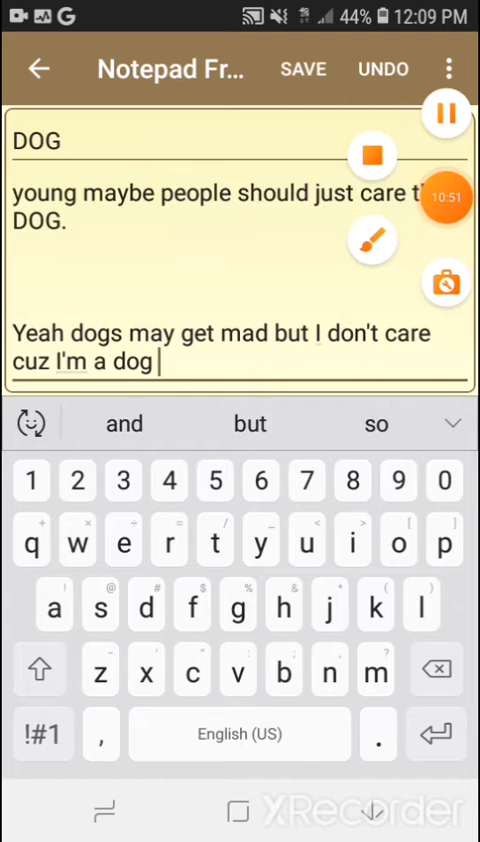 44% 12:09 PM
Notepad Fr... SAVE UNDO
DOG
10:51
young maybe people should just care
DOG.
Yeah dogs may get mad but I don't care
cuz I'm a dog
and but so
1 2 3 4 5 6 7 8 9 0
+ × ÷ = / _ < > [ ]
q w e r t y u i o p
! @ # $ % ^ & * ( )
a s d f g h j k l
- ' " : ; , ?
z x c v b n m
!#1 , English (US) .
XRecorder